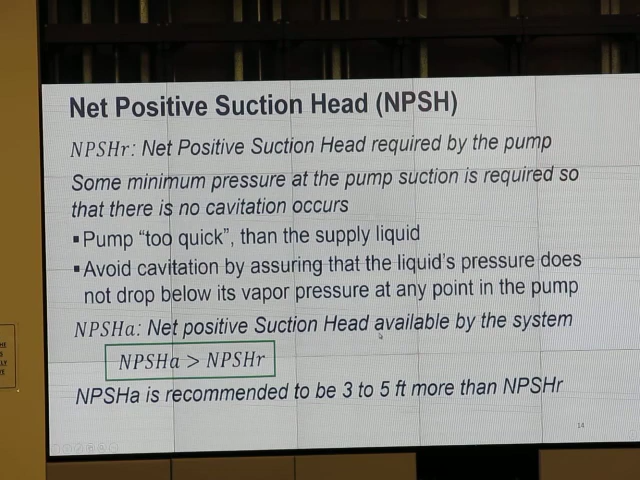 Net Positive Suction Head (NPSH)
NPSHr: Net Positive Suction Head required by the pump
Some minimum pressure at the pump suction is required so
that there is no cavitation occurs
▪Pump “too quick”, than the supply liquid
▪Avoid cavitation by assuring that the liquid's pressure does
not drop below its vapor pressure at any point in the pump
NPSHa: Net positive Suction Head available by the system
NPSHa > NPSHr
NPSHa is recommended to be 3 to 5 ft more than NPSHr
14